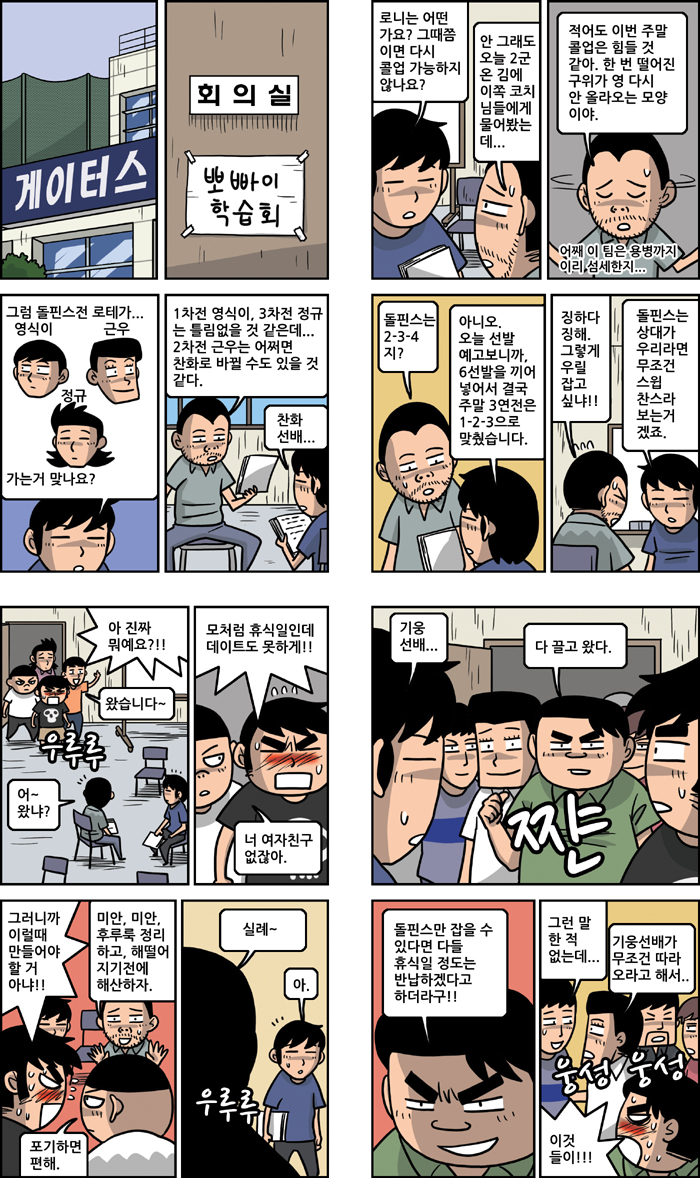 게이터스
회의실
뽀빠이
학습회
로니는 어떤
가요? 그때쯤
이면 다시
콜업 가능하지
않나요?
안 그래도
오늘 2군
온 김에
이쪽 코치
님들에게
물어봤는
데...
적어도 이번 주말
콜업은 힘들 것
같아. 한 번 떨어진
구위가 영 다시
안 올라오는 모양
이야.
어째 이 팀은 용병까지
이리 섬세한지...
그럼 돌핀스전 로테가...
영식이
근우
정규
가는거 맞나요?
1차전 영식이, 3차전 정규
는 틀림없을 것 같은데...
2차전 근우는 어쩌면
찬화로 바뀔 수도 있을 것
같다.
찬화
선배...
돌핀스는
2-3-4
지?
아니오.
오늘 선발
예고보니까,
6선발을 끼어
넣어서 결국
주말 3연전은
1-2-3으로
맞췄습니다.
징하다
징해.
그렇게
우릴
잡고
싶냐!!
돌핀스는
상대가
우리라면
무조건
스윕
찬스라
보는거
겠죠.
아 진짜
뭐예요?!!
왔습니다~
우루루
어~
왔냐?
모처럼 휴식일인데
데이트도 못하게!!
너 여자친구
없잖아.
기웅
선배...
다 끌고 왔다.
짠
그러니까
이럴때
만들어야
할 거
아냐!!
미안, 미안,
후루룩 정리
하고, 해떨어
지기전에
해산하자.
포기하면
편해.
실례~
아.
우루루
돌핀스만 잡을 수
있다면 다들
휴식일 정도는
반납하겠다고
하더라구!!
그런 말
한 적
없는데...
기웅선배가
무조건 따라
오라고 해서..
웅성 웅성
이것
들이!!!